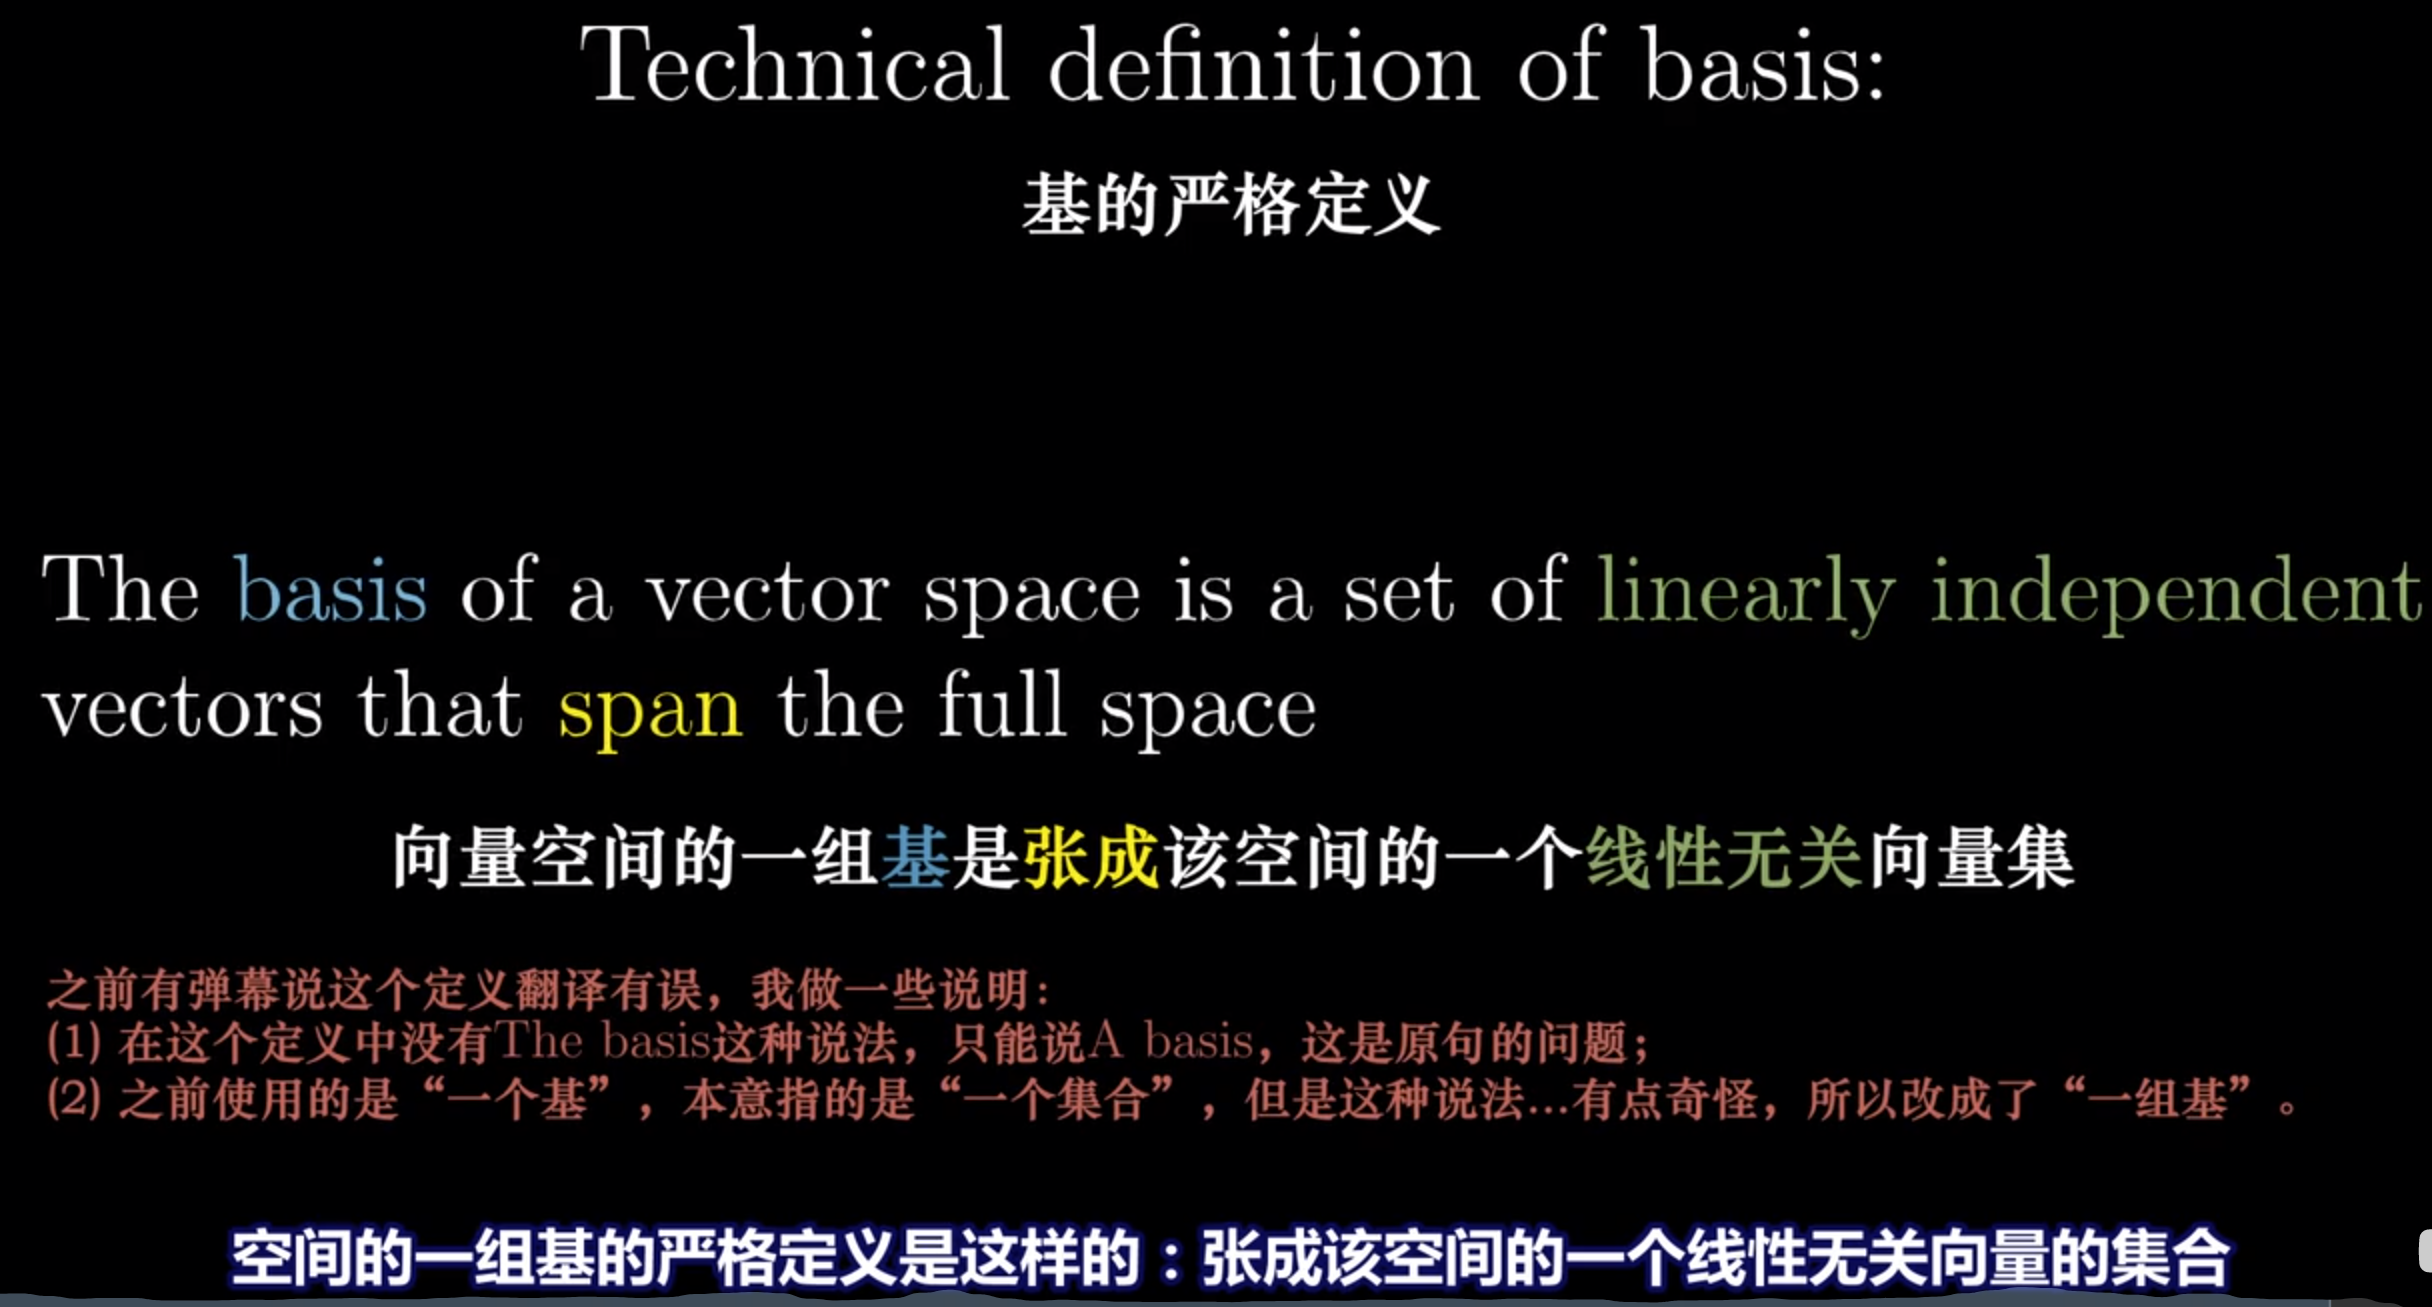 Technical definition of basis:
基的严格定义
The basis of a vector space is a set of linearly independent
vectors that span the full space
向量空间的一组基是张成该空间的一个线性无关向量集
之前有弹幕说这个定义翻译有误，我做一些说明：
(1) 在这个定义中没有The basis这种说法，只能说A basis，这是原句的问题；
(2) 之前使用的是“一个基”，本意指的是“一个集合”，但是这种说法...有点奇怪，所以改成了“一组基”。
空间的一组基的严格定义是这样的：张成该空间的一个线性无关向量的集合